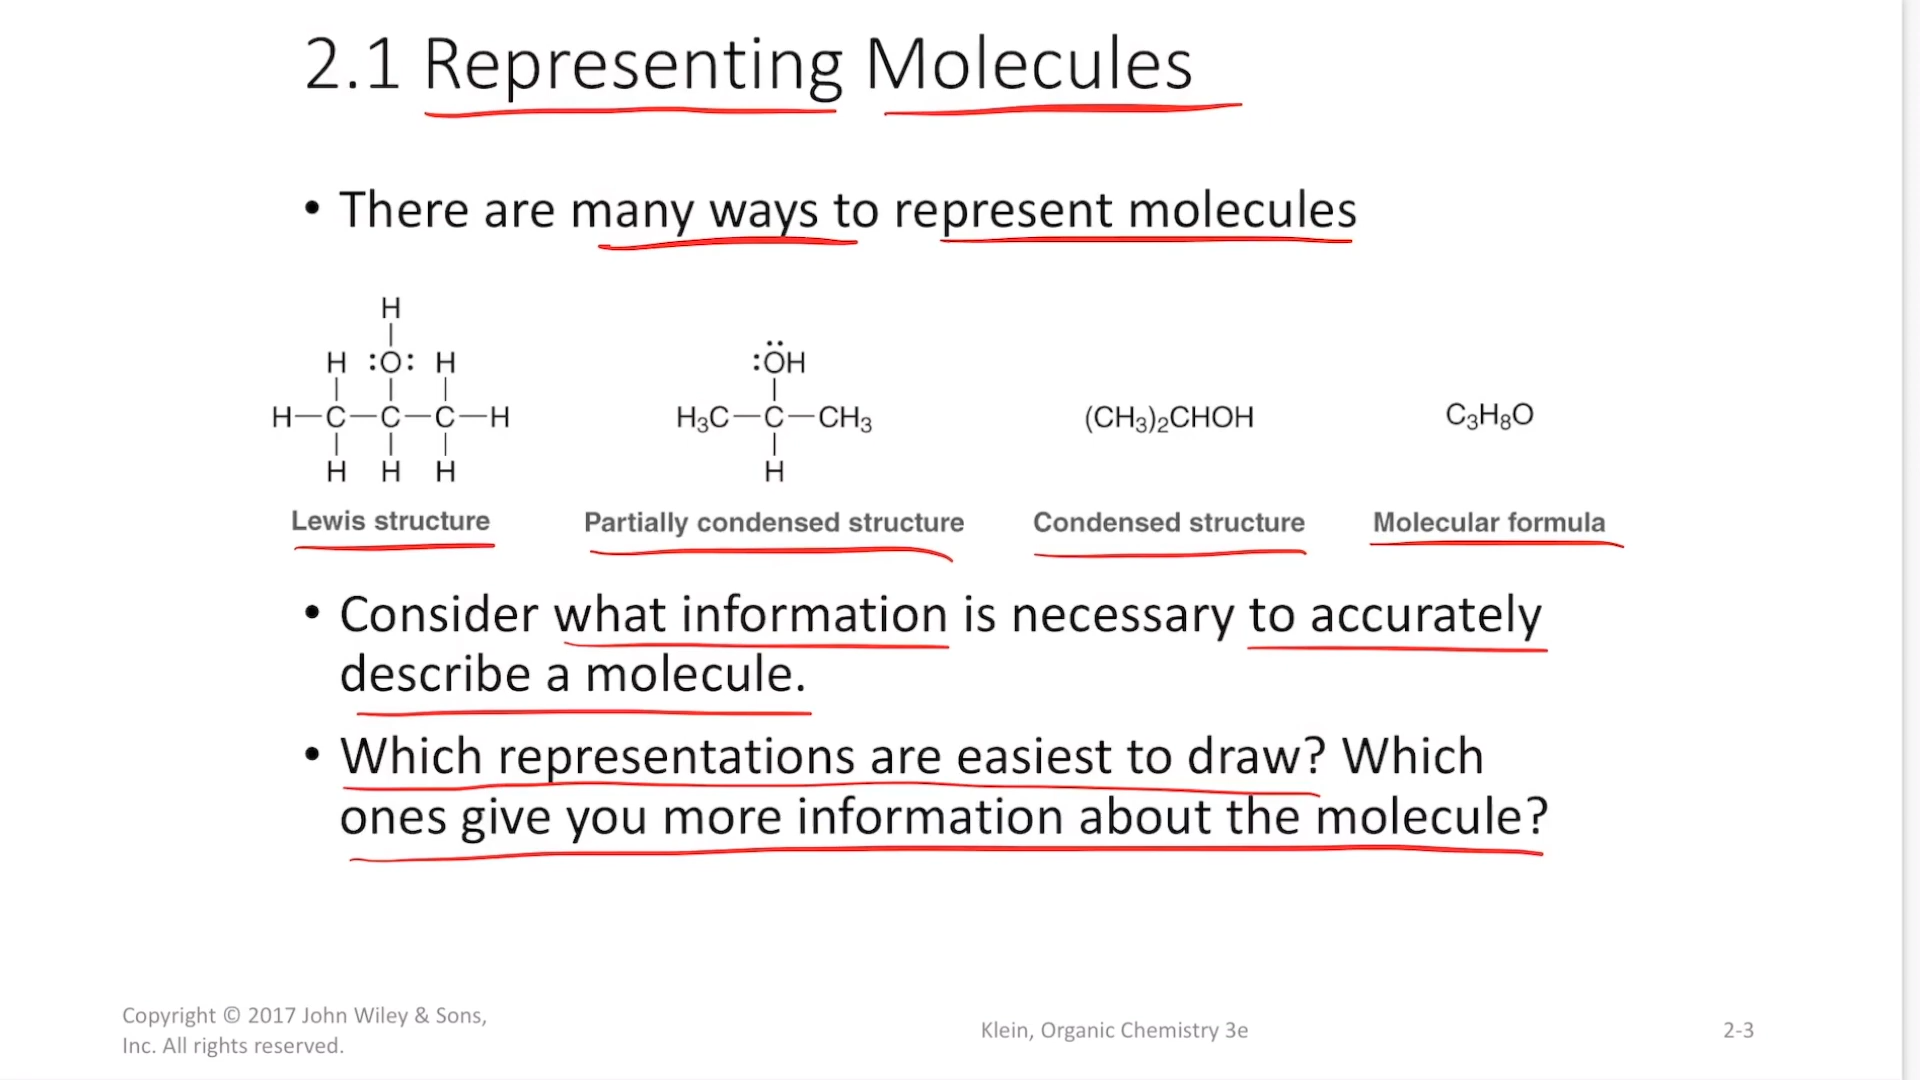 2.1 Representing Molecules
• There are many ways to represent molecules
H
H :O: H
H—C—C—C—H
H H H
Lewis structure
:ÖH
H₃C—C—CH₃
H
Partially condensed structure
(CH₃)₂CHOH
Condensed structure
C₃H₈O
Molecular formula
• Consider what information is necessary to accurately
describe a molecule.
• Which representations are easiest to draw? Which
ones give you more information about the molecule?
Copyright © 2017 John Wiley & Sons,
Inc. All rights reserved.
Klein, Organic Chemistry 3e
2-3